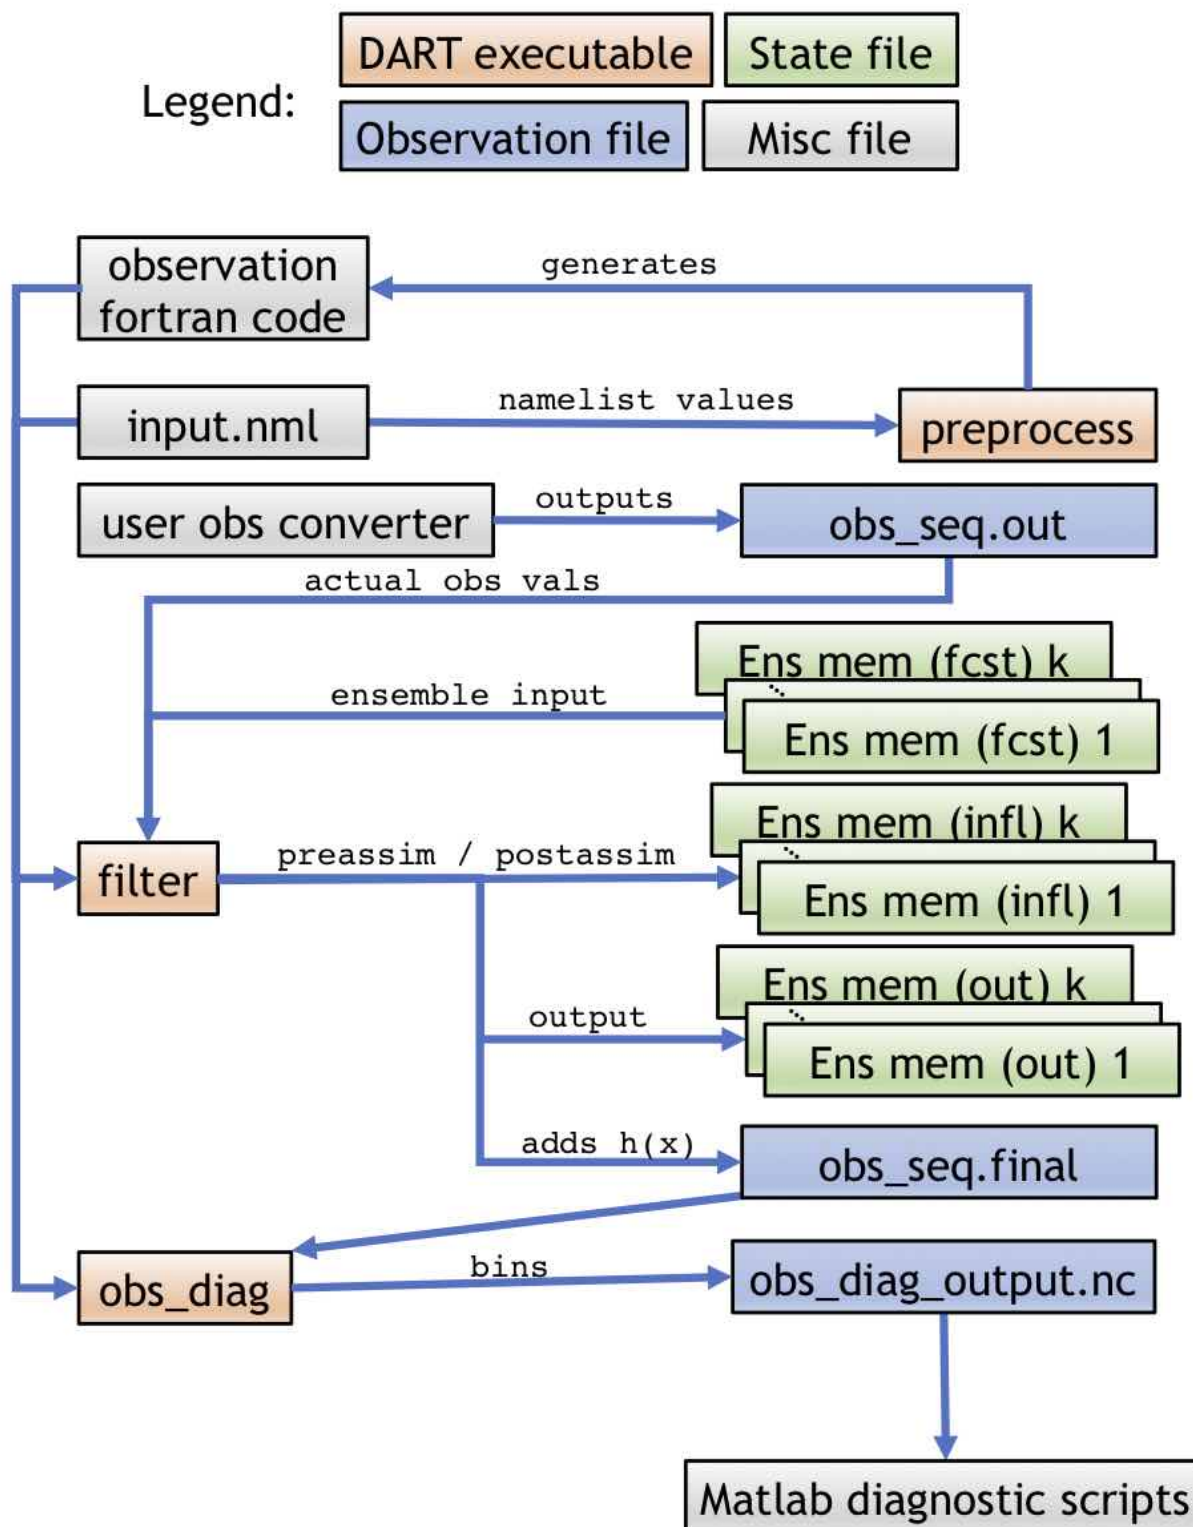 Legend:
DART executable
State file
Observation file
Misc file
observation
fortran code
generates
input.nml
namelist values
preprocess
user obs converter
outputs
obs_seq.out
actual obs vals
Ens mem (fcst) k
ensemble input
Ens mem (fcst) 1
Ens mem (infl) k
filter
preassim / postassim
Ens mem (infl) 1
Ens mem (out) k
output
Ens mem (out) 1
adds h(x)
obs_seq.final
obs_diag
bins
obs_diag_output.nc
Matlab diagnostic scripts